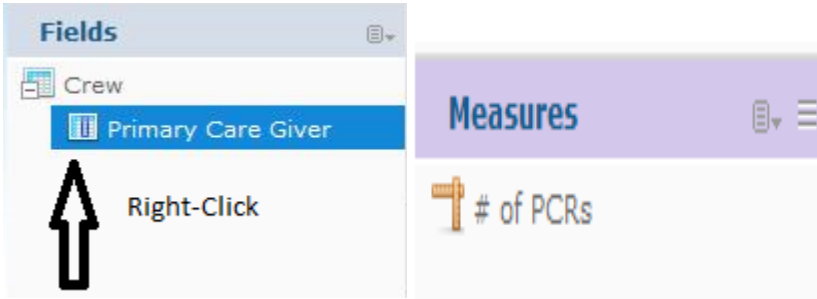 Fields
Crew
Primary Care Giver
Right-Click
Measures
# of PCRs